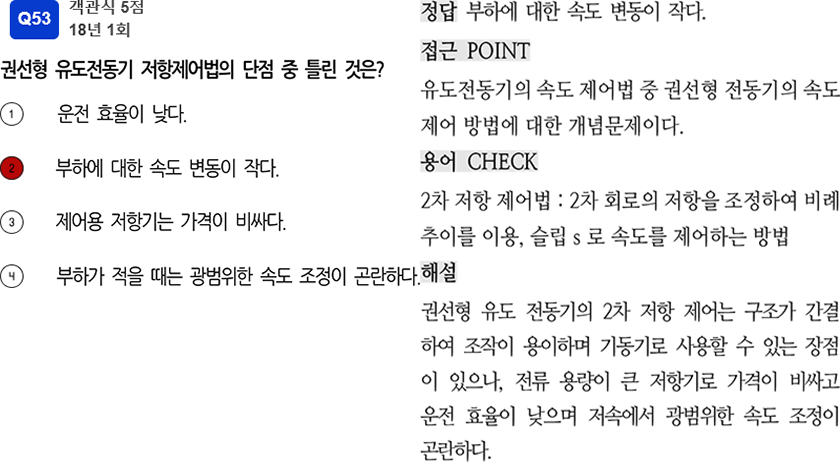 Q53
객관식 5점
18년 1회
권선형 유도전동기 저항제어법의 단점 중 틀린 것은?
1 운전 효율이 낮다.
2 부하에 대한 속도 변동이 작다.
3 제어용 저항기는 가격이 비싸다.
4 부하가 적을 때는 광범위한 속도 조정이 곤란하다.
정답 부하에 대한 속도 변동이 작다.
접근 POINT
유도전동기의 속도 제어법 중 권선형 전동기의 속도
제어 방법에 대한 개념문제이다.
용어 CHECK
2차 저항 제어법 : 2차 회로의 저항을 조정하여 비례
추이를 이용, 슬립 s 로 속도를 제어하는 방법
해설
권선형 유도 전동기의 2차 저항 제어는 구조가 간결
하여 조작이 용이하며 기동기로 사용할 수 있는 장점
이 있으나, 전류 용량이 큰 저항기로 가격이 비싸고
운전 효율이 낮으며 저속에서 광범위한 속도 조정이
곤란하다.